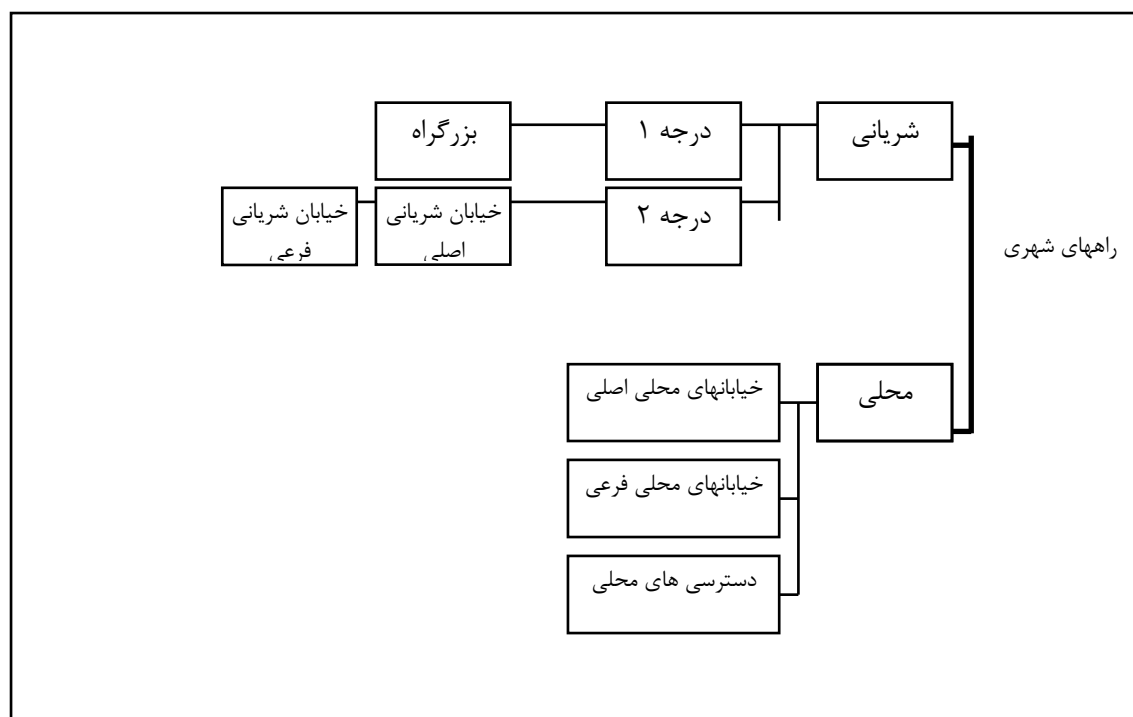 شریانی
درجه ۱
بزرگراه
درجه ۲
خیابان شریانی
اصلی
خیابان شریانی
فرعی
راههای شهری
محلی
خیابانهای محلی اصلی
خیابانهای محلی فرعی
دسترسی های محلی